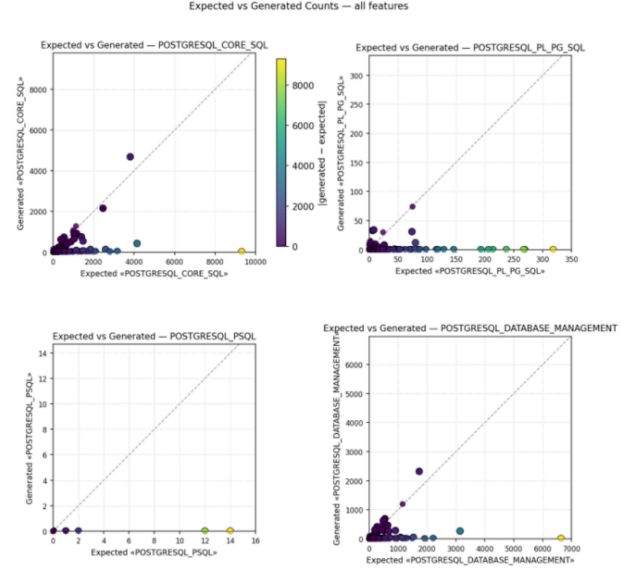 Expected vs Generated Counts — all features
Expected vs Generated — POSTGRESQL_CORE_SQL
Generated «POSTGRESQL_CORE_SQL»
8000
6000
4000
2000
0
0 2000 4000 6000 8000 10000
Expected «POSTGRESQL_CORE_SQL»
8000
6000
4000
2000
0
|generated − expected|
Expected vs Generated — POSTGRESQL_PL_PG_SQL
Generated «POSTGRESQL_PL_PG_SQL»
300
250
200
150
100
50
0
0 50 100 150 200 250 300 350
Expected «POSTGRESQL_PL_PG_SQL»
Expected vs Generated — POSTGRESQL_PSQL
Generated «POSTGRESQL_PSQL»
14
12
10
8
6
4
2
0
0 2 4 6 8 10 12 14 16
Expected «POSTGRESQL_PSQL»
Expected vs Generated — POSTGRESQL_DATABASE_MANAGEMENT
Generated «POSTGRESQL_DATABASE_MANAGEMENT»
6000
5000
4000
3000
2000
1000
0
0 1000 2000 3000 4000 5000 6000 7000
Expected «POSTGRESQL_DATABASE_MANAGEMENT»